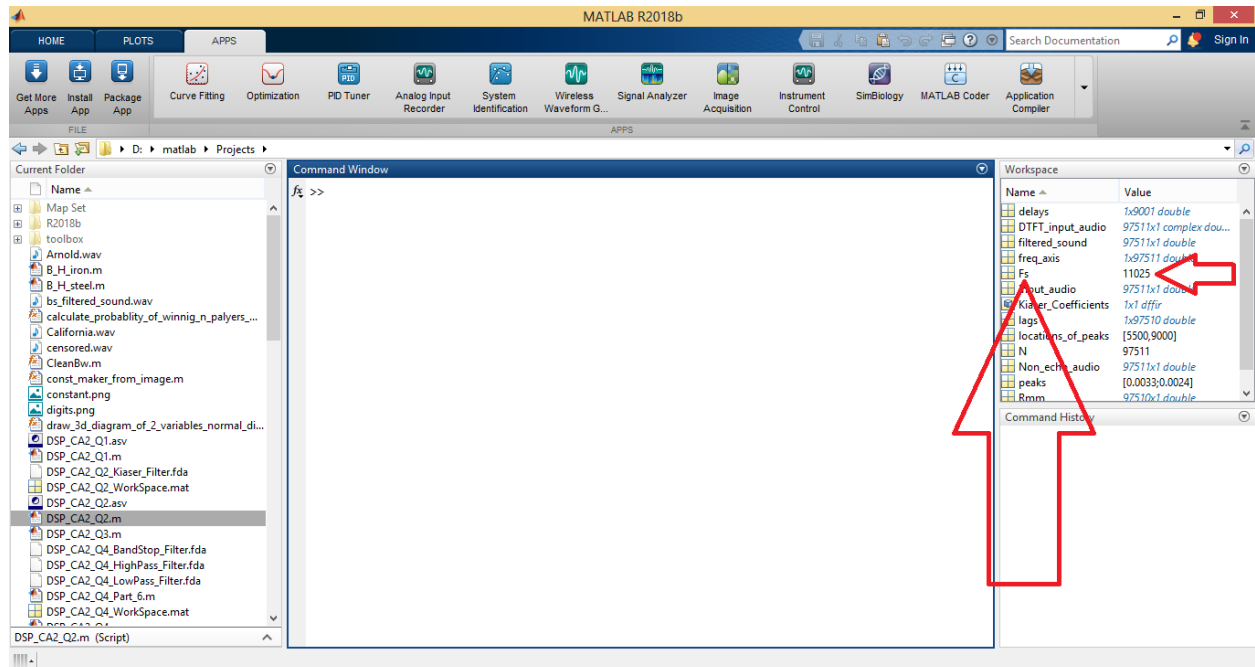 MATLAB R2018b
HOME PLOTS APPS Search Documentation Sign In
Get More Apps Install App Package App Curve Fitting Optimization PID Tuner Analog Input Recorder System Identification Wireless Waveform G... Signal Analyzer Image Acquisition Instrument Control SimBiology MATLAB Coder Application Compiler
FILE APPS
D: matlab Projects
Current Folder
Name
Map Set
R2018b
toolbox
Arnold.wav
B_H_iron.m
B_H_steel.m
bs_filtered_sound.wav
calculate_probablity_of_winnig_n_palyers_...
California.wav
censored.wav
CleanBw.m
const_maker_from_image.m
constant.png
digits.png
draw_3d_diagram_of_2_variables_normal_di...
DSP_CA2_Q1.asv
DSP_CA2_Q1.m
DSP_CA2_Q2_Kiaser_Filter.fda
DSP_CA2_Q2_WorkSpace.mat
DSP_CA2_Q2.asv
DSP_CA2_Q2.m
DSP_CA2_Q3.m
DSP_CA2_Q4_BandStop_Filter.fda
DSP_CA2_Q4_HighPass_Filter.fda
DSP_CA2_Q4_LowPass_Filter.fda
DSP_CA2_Q4_Part_6.m
DSP_CA2_Q4_WorkSpace.mat
DSP_CA2_Q2.m (Script)
Command Window
fx >>
Workspace
Name Value
delays 1x9001 double
DTFT_input_audio 97511x1 complex dou...
filtered_sound 97511x1 double
freq_axis 1x97511 double
Fs 11025
input_audio 97511x1 double
Kiaser_Coefficients 1x1 dffir
lags 1x97510 double
locations_of_peaks [5500,9000]
N 97511
Non_echo_audio 97511x1 double
peaks [0.0033;0.0024]
Rmm 97510x1 double
Command History